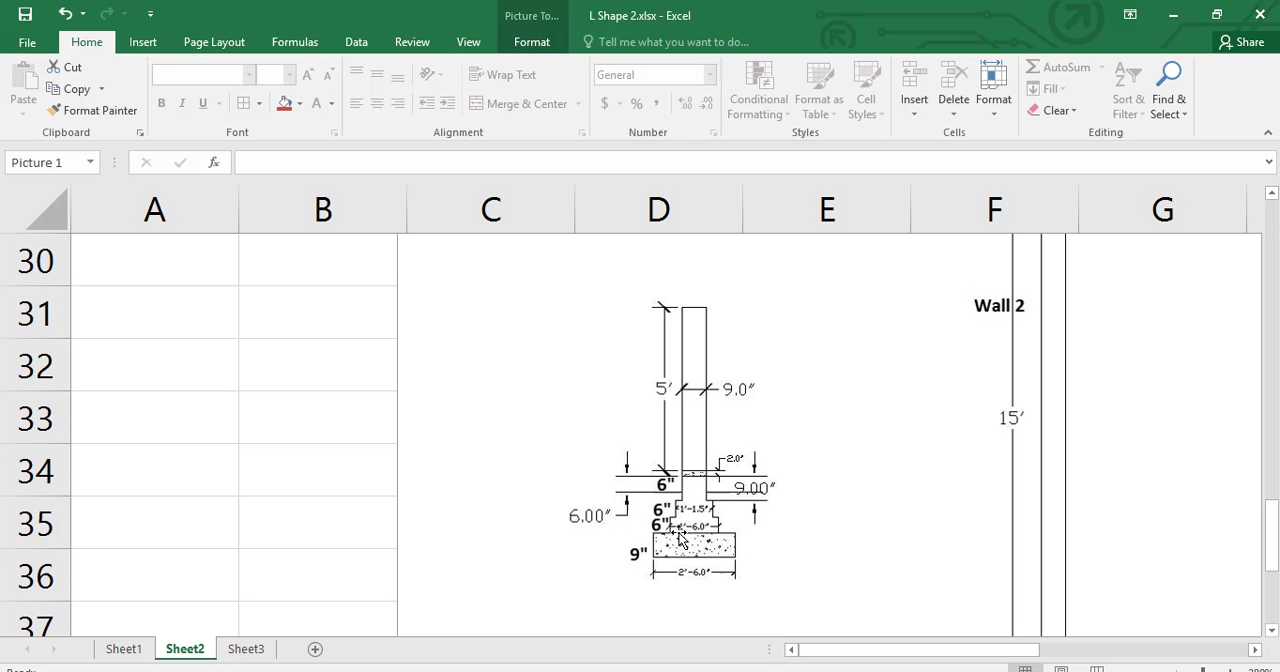 Picture To...
L Shape 2.xlsx - Excel
File
Home
Insert
Page Layout
Formulas
Data
Review
View
Format
Tell me what you want to do...
Share
Paste
Cut
Copy
Format Painter
Clipboard
B I U
A
Font
Wrap Text
Merge & Center
Alignment
General
$ %
Number
Conditional Formatting
Format as Table
Cell Styles
Styles
Insert
Delete
Format
Cells
AutoSum
Fill
Clear
Sort & Filter
Find & Select
Editing
Picture 1
fx
A B C D E F G
30
31
32
33
34
35
36
37
Wall 2
5'
9.0"
15'
2.0"
6"
9.00"
6.00"
6"
1'-1.5"
6"
9"
2'-6.0"
Sheet1
Sheet2
Sheet3